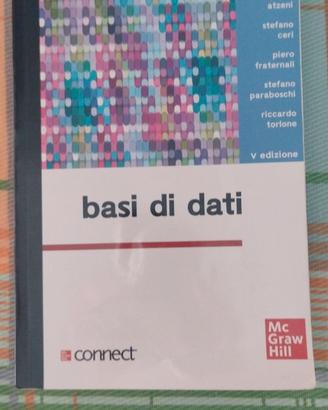 atzeni
stefano
ceri
piero
fraternali
stefano
paraboschi
riccardo
torlone
V edizione
basi di dati
Mc
Graw
Hill
connect